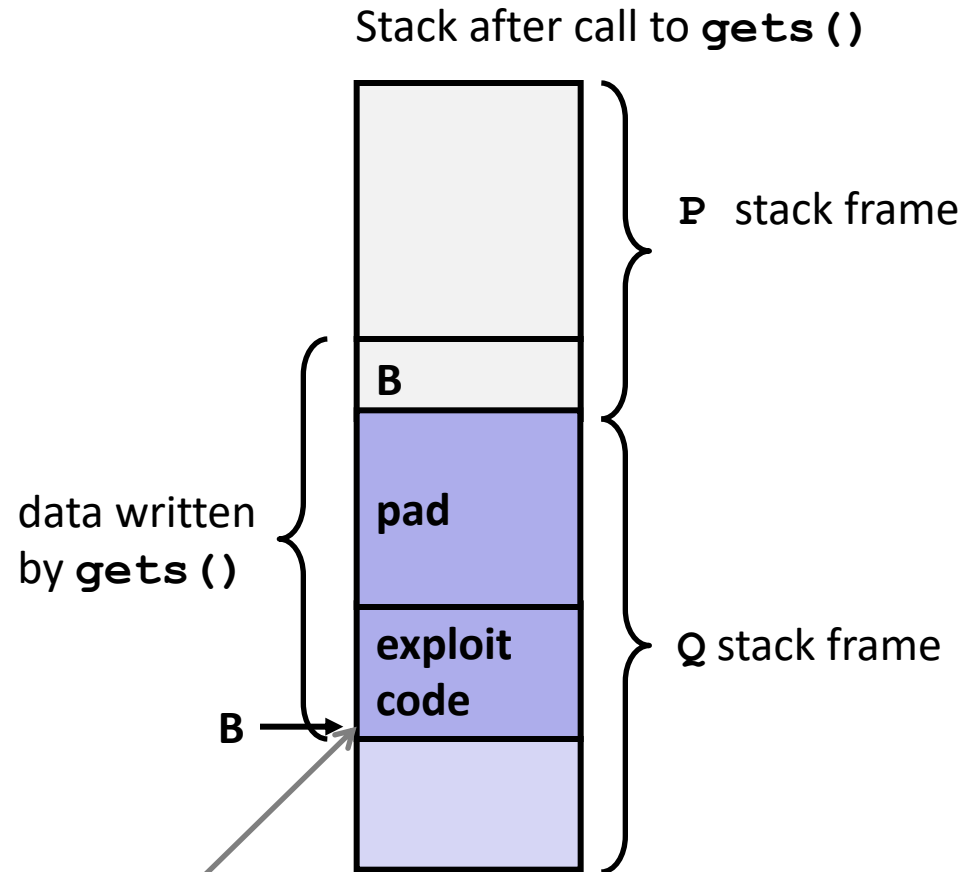 Stack after call to gets()
P stack frame
B
pad
data written
by gets()
exploit
code
Q stack frame
B